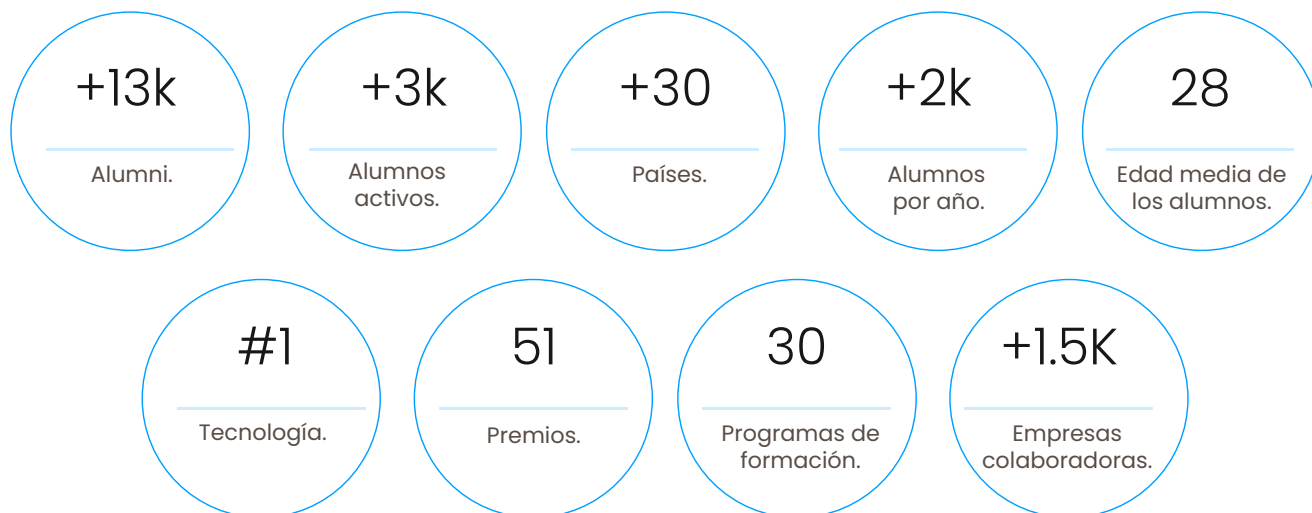 +13k
Alumni.
+3k
Alumnos
activos.
+30
Países.
+2k
Alumnos
por año.
28
Edad media de
los alumnos.
#1
Tecnología.
51
Premios.
30
Programas de
formación.
+1.5K
Empresas
colaboradoras.